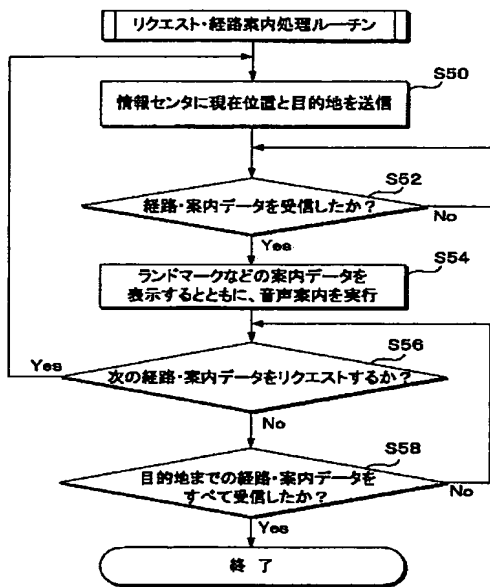 リクエスト・経路案内処理ルーチン
S50
情報センタに現在位置と目的地を送信
S52
経路・案内データを受信したか?
No
Yes
S54
ランドマークなどの案内データを
表示するとともに、音声案内を実行
S56
Yes
次の経路・案内データをリクエストするか?
No
S58
目的地までの経路・案内データを
すべて受信したか?
No
Yes
終了